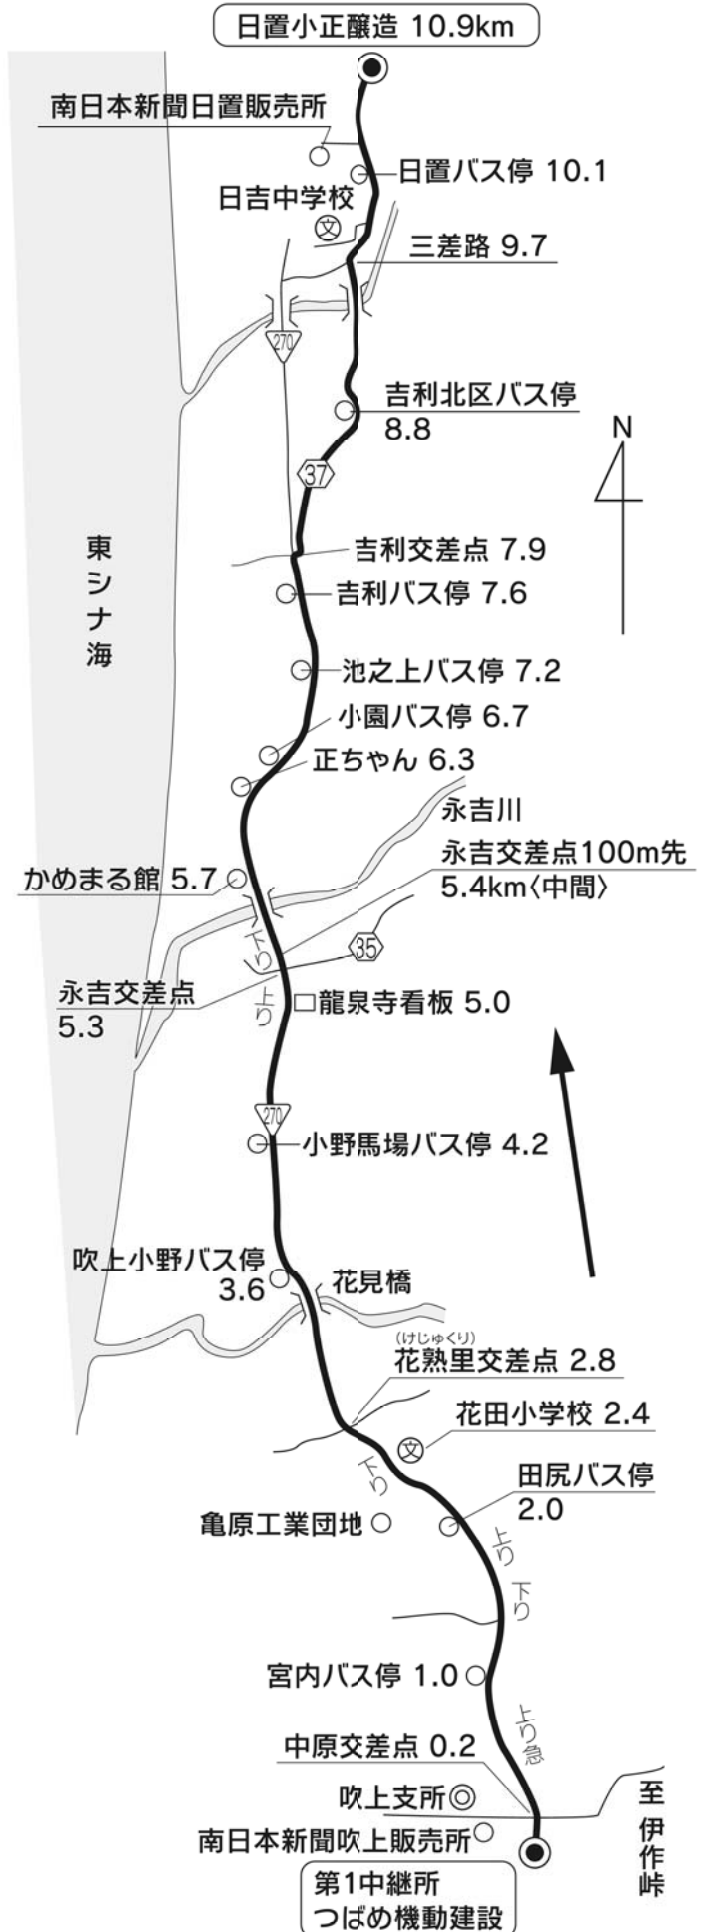 日置小正醸造 10.9km
南日本新聞日置販売所
日置バス停 10.1
日吉中学校
文
三差路 9.7
270
吉利北区バス停
8.8
N
37
東シナ海
吉利交差点 7.9
吉利バス停 7.6
池之上バス停 7.2
小園バス停 6.7
正ちゃん 6.3
永吉川
永吉交差点100m先
5.4km〈中間〉
かめまる館 5.7
下り
35
永吉交差点
5.3
上り
龍泉寺看板 5.0
270
小野馬場バス停 4.2
吹上小野バス停
3.6
花見橋
(けじゅくり)
花熟里交差点 2.8
花田小学校 2.4
文
下り
田尻バス停
2.0
亀原工業団地
上り
下り
宮内バス停 1.0
上り急
中原交差点 0.2
吹上支所
至 伊作峠
南日本新聞吹上販売所
第1中継所
つばめ機動建設